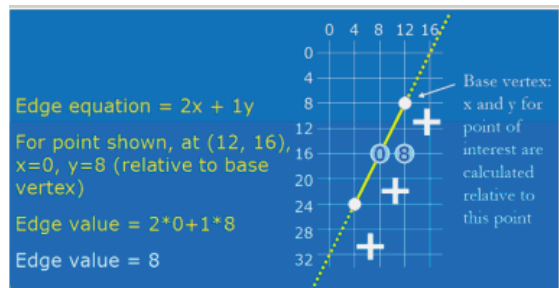 0 4 8 12 16
0
4
8
12
16
20
24
28
32
0 8
Edge equation = 2x + 1y
For point shown, at (12, 16),
x=0, y=8 (relative to base
vertex)
Edge value = 2*0+1*8
Edge value = 8
Base vertex:
x and y for
point of
interest are
calculated
relative to
this point